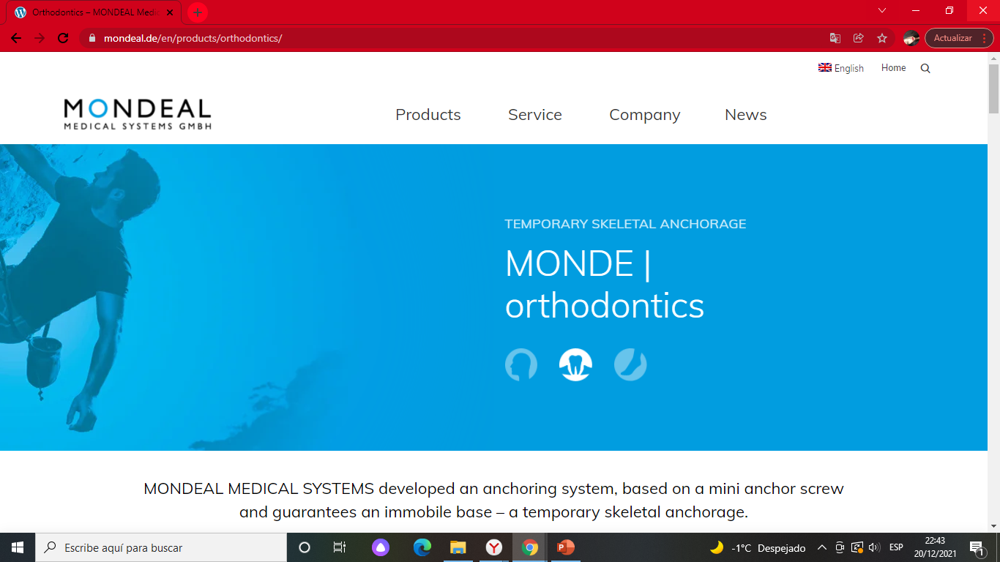 Orthodontics – MONDEAL Medic
mondeal.de/en/products/orthodontics/
Actualizar
English
Home
MONDEAL
MEDICAL SYSTEMS GMBH
Products
Service
Company
News
TEMPORARY SKELETAL ANCHORAGE
MONDE |
orthodontics
MONDEAL MEDICAL SYSTEMS developed an anchoring system, based on a mini anchor screw
and guarantees an immobile base – a temporary skeletal anchorage.
Escribe aquí para buscar
-1°C Despejado
ESP
22:43
20/12/2021
1